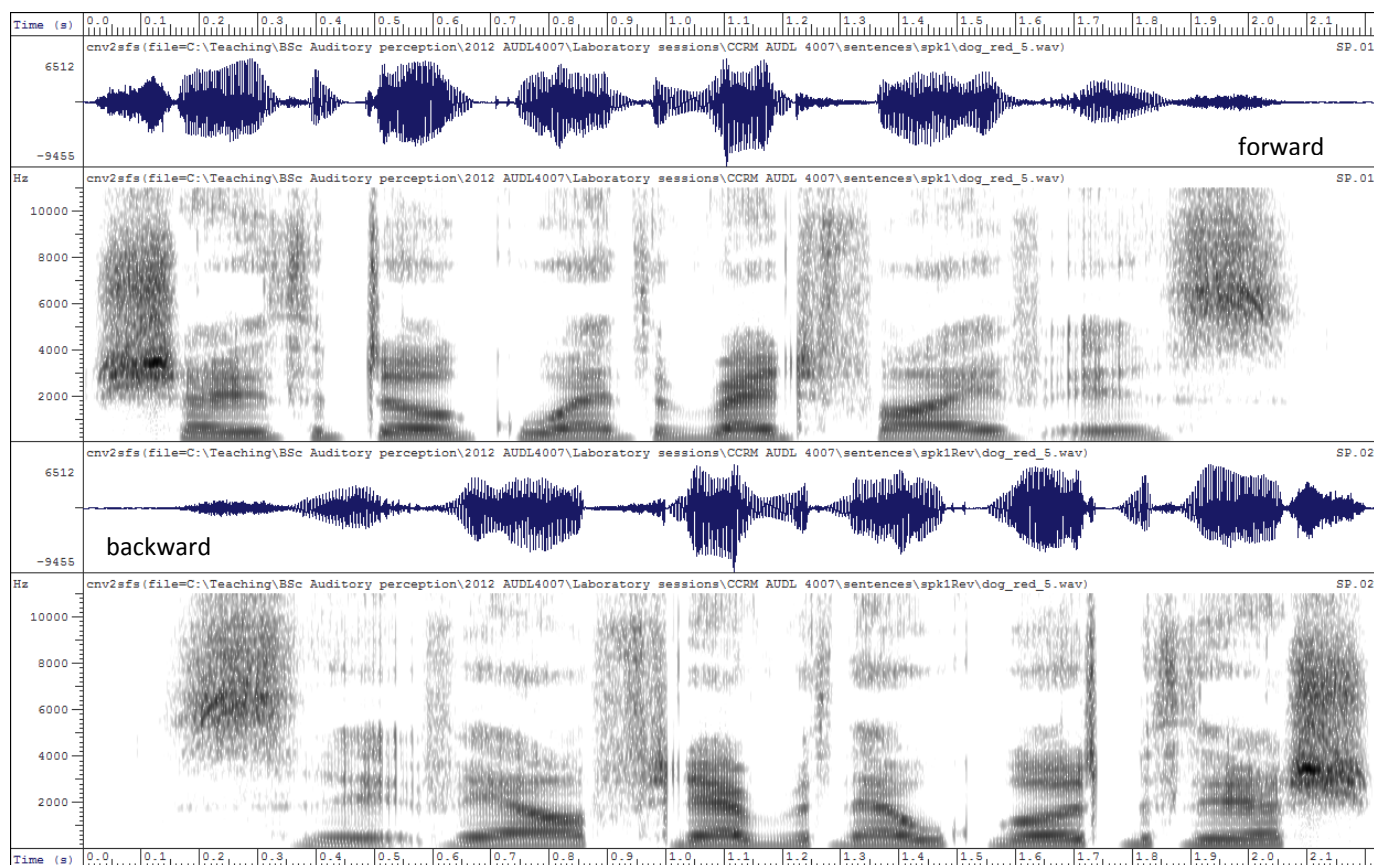 Time (s) 0.0 0.1 0.2 0.3 0.4 0.5 0.6 0.7 0.8 0.9 1.0 1.1 1.2 1.3 1.4 1.5 1.6 1.7 1.8 1.9 2.0 2.1
cnv2sfs(file=C:\Teaching\BSc Auditory perception\2012 AUDL4007\Laboratory sessions\CCRM AUDL 4007\sentences\spk1\dog_red_5.wav) SP.01
6512
-9455
forward
Hz cnv2sfs(file=C:\Teaching\BSc Auditory perception\2012 AUDL4007\Laboratory sessions\CCRM AUDL 4007\sentences\spk1\dog_red_5.wav) SP.01
10000
8000
6000
4000
2000
cnv2sfs(file=C:\Teaching\BSc Auditory perception\2012 AUDL4007\Laboratory sessions\CCRM AUDL 4007\sentences\spk1Rev\dog_red_5.wav) SP.02
6512
backward
-9455
Hz cnv2sfs(file=C:\Teaching\BSc Auditory perception\2012 AUDL4007\Laboratory sessions\CCRM AUDL 4007\sentences\spk1Rev\dog_red_5.wav) SP.02
10000
8000
6000
4000
2000
Time (s) 0.0 0.1 0.2 0.3 0.4 0.5 0.6 0.7 0.8 0.9 1.0 1.1 1.2 1.3 1.4 1.5 1.6 1.7 1.8 1.9 2.0 2.1